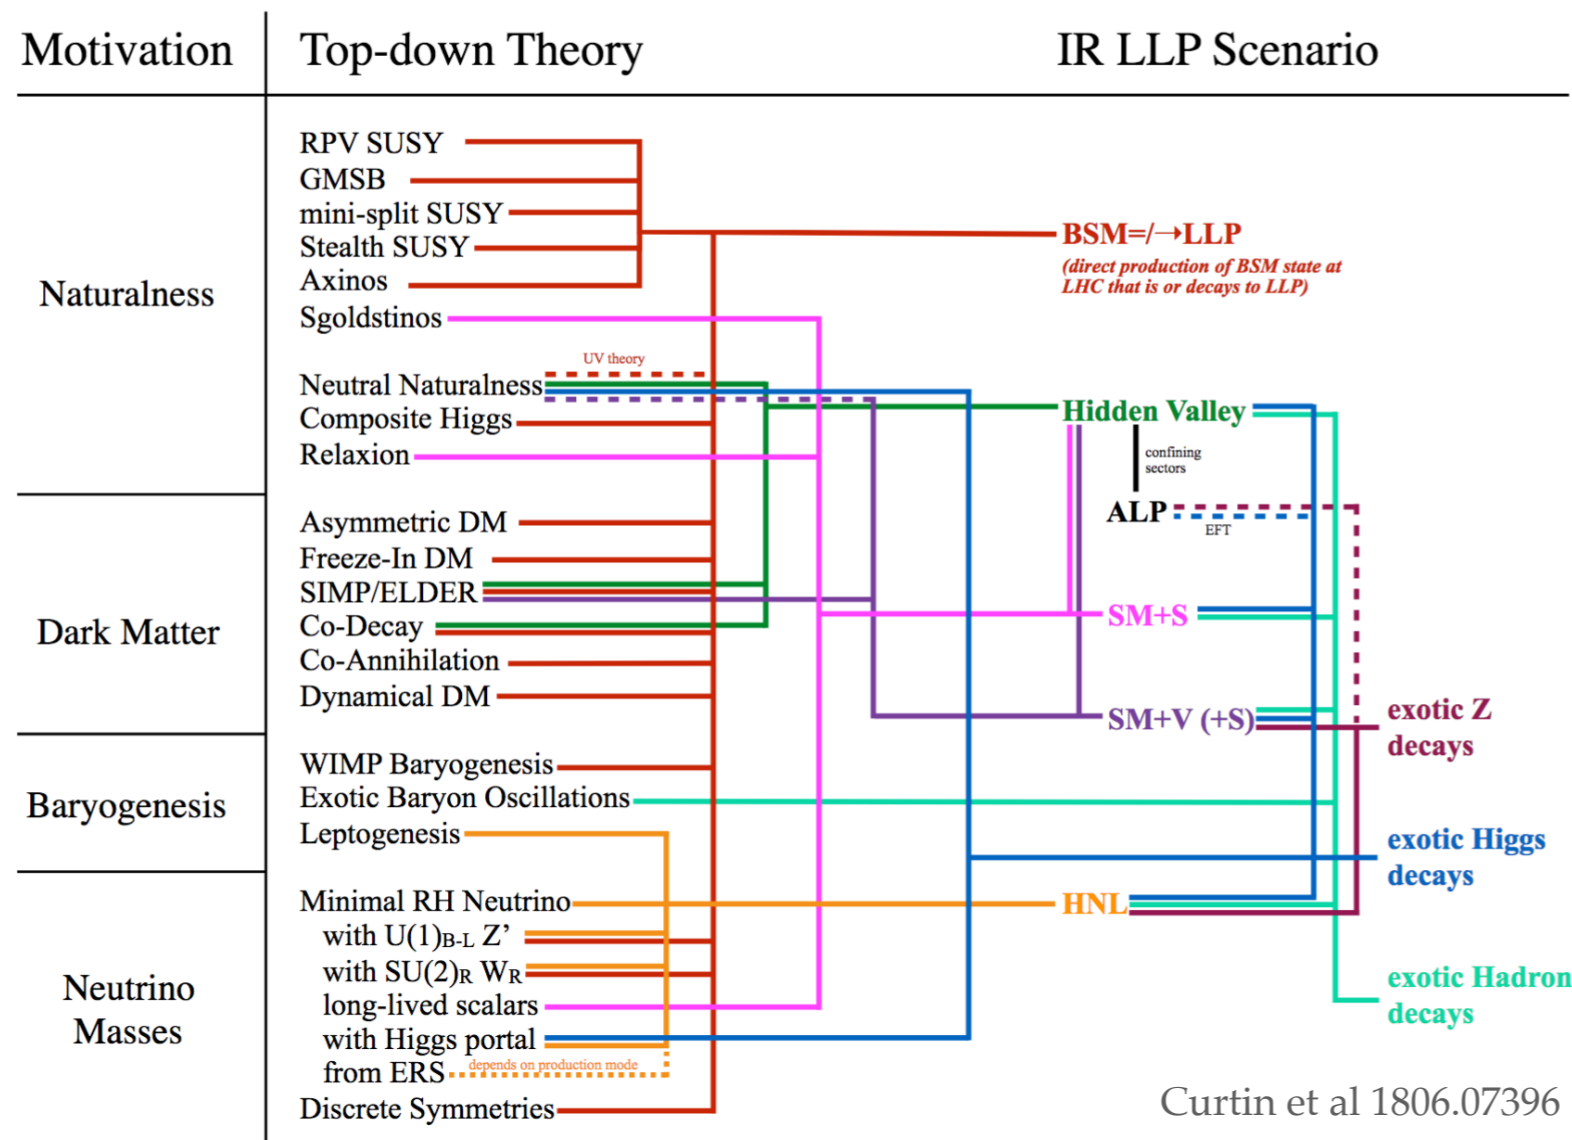 Motivation
Top-down Theory
IR LLP Scenario
Naturalness
RPV SUSY
GMSB
mini-split SUSY
Stealth SUSY
Axinos
Sgoldstinos
BSM=/→LLP
(direct production of BSM state at
LHC that is or decays to LLP)
UV theory
Neutral Naturalness
Composite Higgs
Relaxion
Hidden Valley
confining
sectors
ALP
EFT
Dark Matter
Asymmetric DM
Freeze-In DM
SIMP/ELDER
Co-Decay
Co-Annihilation
Dynamical DM
SM+S
SM+V (+S)
exotic Z
decays
Baryogenesis
WIMP Baryogenesis
Exotic Baryon Oscillations
Leptogenesis
exotic Higgs
decays
Neutrino
Masses
Minimal RH Neutrino
with U(1)B-L Z’
with SU(2)R WR
long-lived scalars
with Higgs portal
from ERS
depends on production mode
Discrete Symmetries
HNL
exotic Hadron
decays
Curtin et al 1806.07396